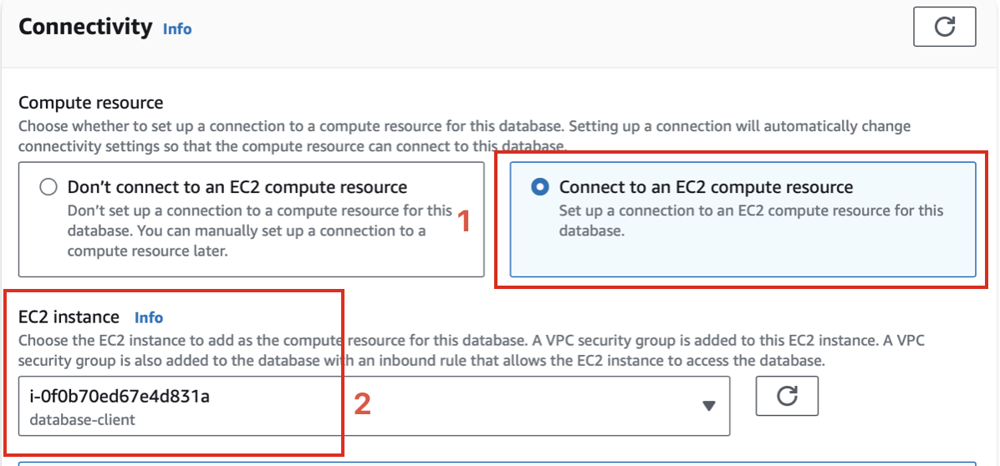 Connectivity Info
Compute resource
Choose whether to set up a connection to a compute resource for this database. Setting up a connection will automatically change
connectivity settings so that the compute resource can connect to this database.
Don't connect to an EC2 compute resource
Don't set up a connection to a compute resource for this
database. You can manually set up a connection to a
compute resource later.
1
Connect to an EC2 compute resource
Set up a connection to an EC2 compute resource for this
database.
EC2 instance Info
Choose the EC2 instance to add as the compute resource for this database. A VPC security group is added to this EC2 instance. A VPC
security group is also added to the database with an inbound rule that allows the EC2 instance to access the database.
i-0f0b70ed67e4d831a
database-client
2